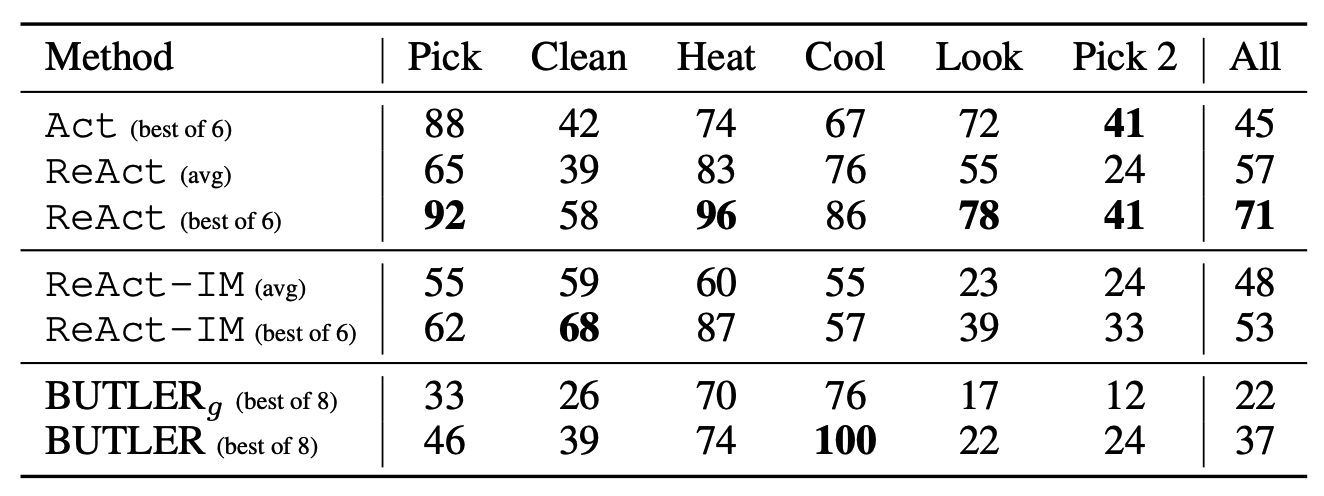 Method Pick Clean Heat Cool Look Pick 2 All
Act (best of 6) 88 42 74 67 72 41 45
ReAct (avg) 65 39 83 76 55 24 57
ReAct (best of 6) 92 58 96 86 78 41 71
ReAct-IM (avg) 55 59 60 55 23 24 48
ReAct-IM (best of 6) 62 68 87 57 39 33 53
BUTLERg (best of 8) 33 26 70 76 17 12 22
BUTLER (best of 8) 46 39 74 100 22 24 37